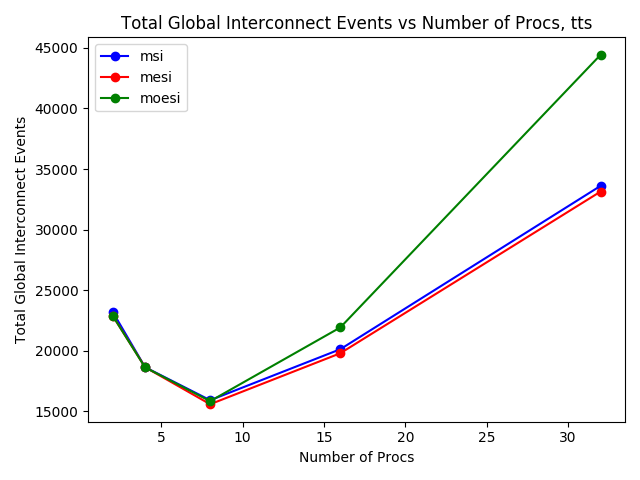 Total Global Interconnect Events vs Number of Procs, tts
msi
mesi
moesi
45000
40000
35000
30000
25000
20000
15000
Total Global Interconnect Events
5 10 15 20 25 30
Number of Procs